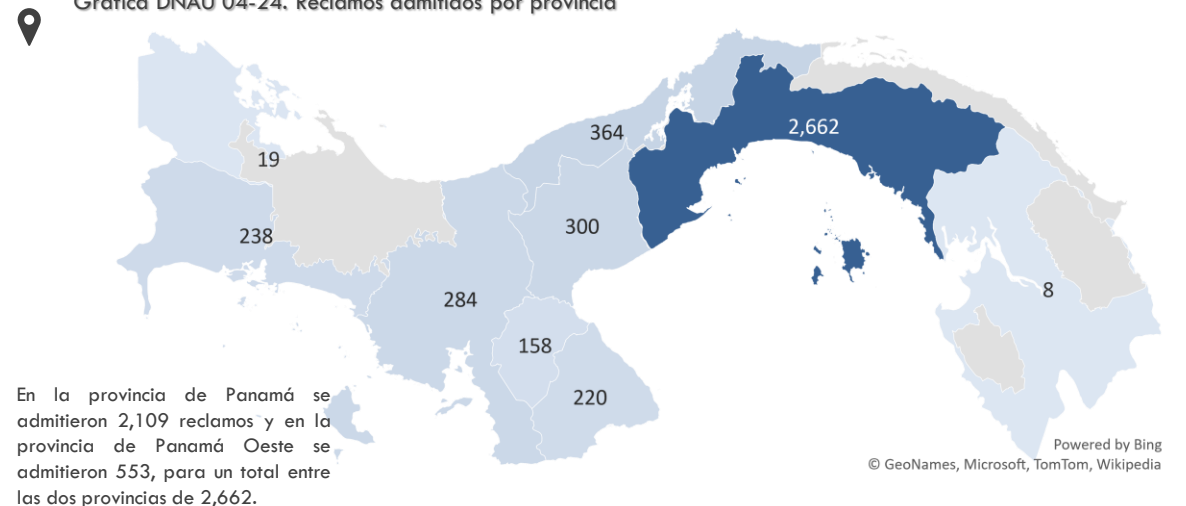 Gráfica DNAU 04-24. Reclamos admitidos por provincia
364
2,662
19
238
300
284
8
158
220
En la provincia de Panamá se
admitieron 2,109 reclamos y en la
provincia de Panamá Oeste se
admitieron 553, para un total entre
las dos provincias de 2,662.
Powered by Bing
© GeoNames, Microsoft, TomTom, Wikipedia